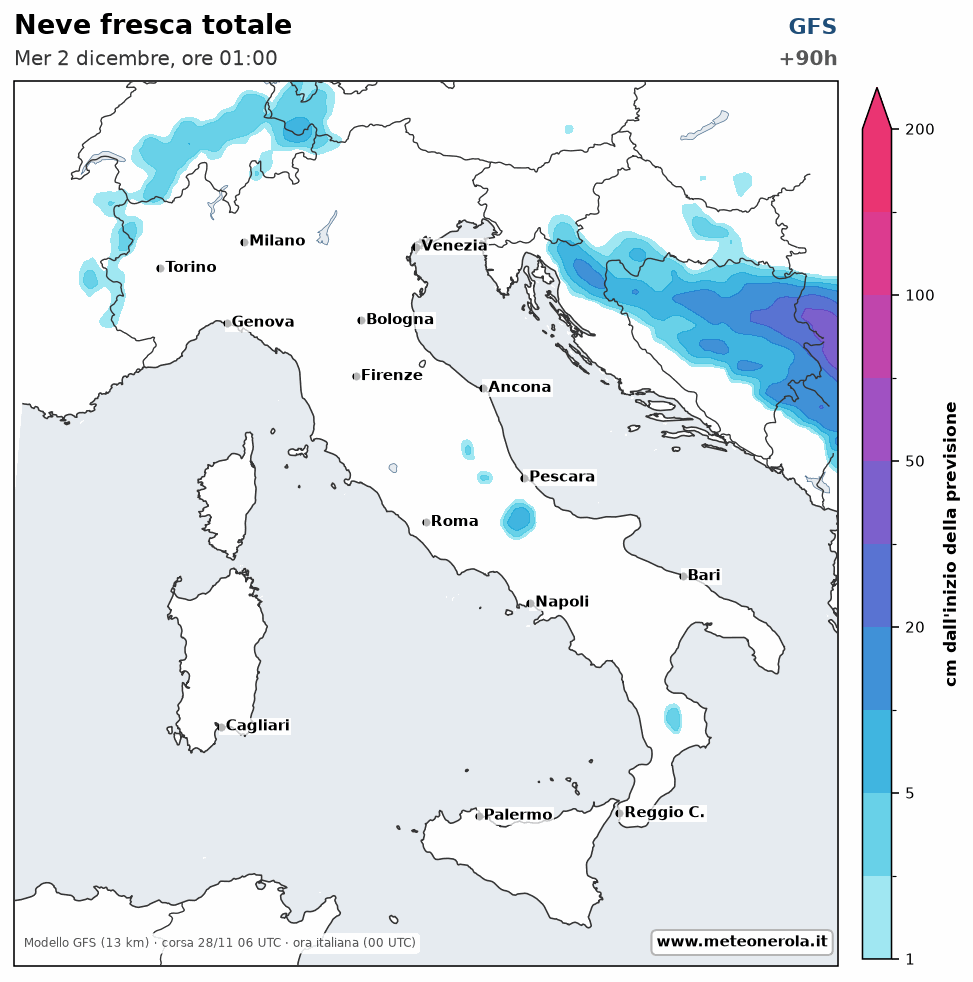 Neve fresca totale
GFS
Mer 2 dicembre, ore 01:00
+90h
200
100
50
20
5
1
cm dall'inizio della previsione
Milano
Venezia
Torino
Genova
Bologna
Firenze
Ancona
Pescara
Roma
Bari
Napoli
Cagliari
Palermo
Reggio C.
Modello GFS (13 km) · corsa 28/11 06 UTC · ora italiana (00 UTC)
www.meteonerola.it